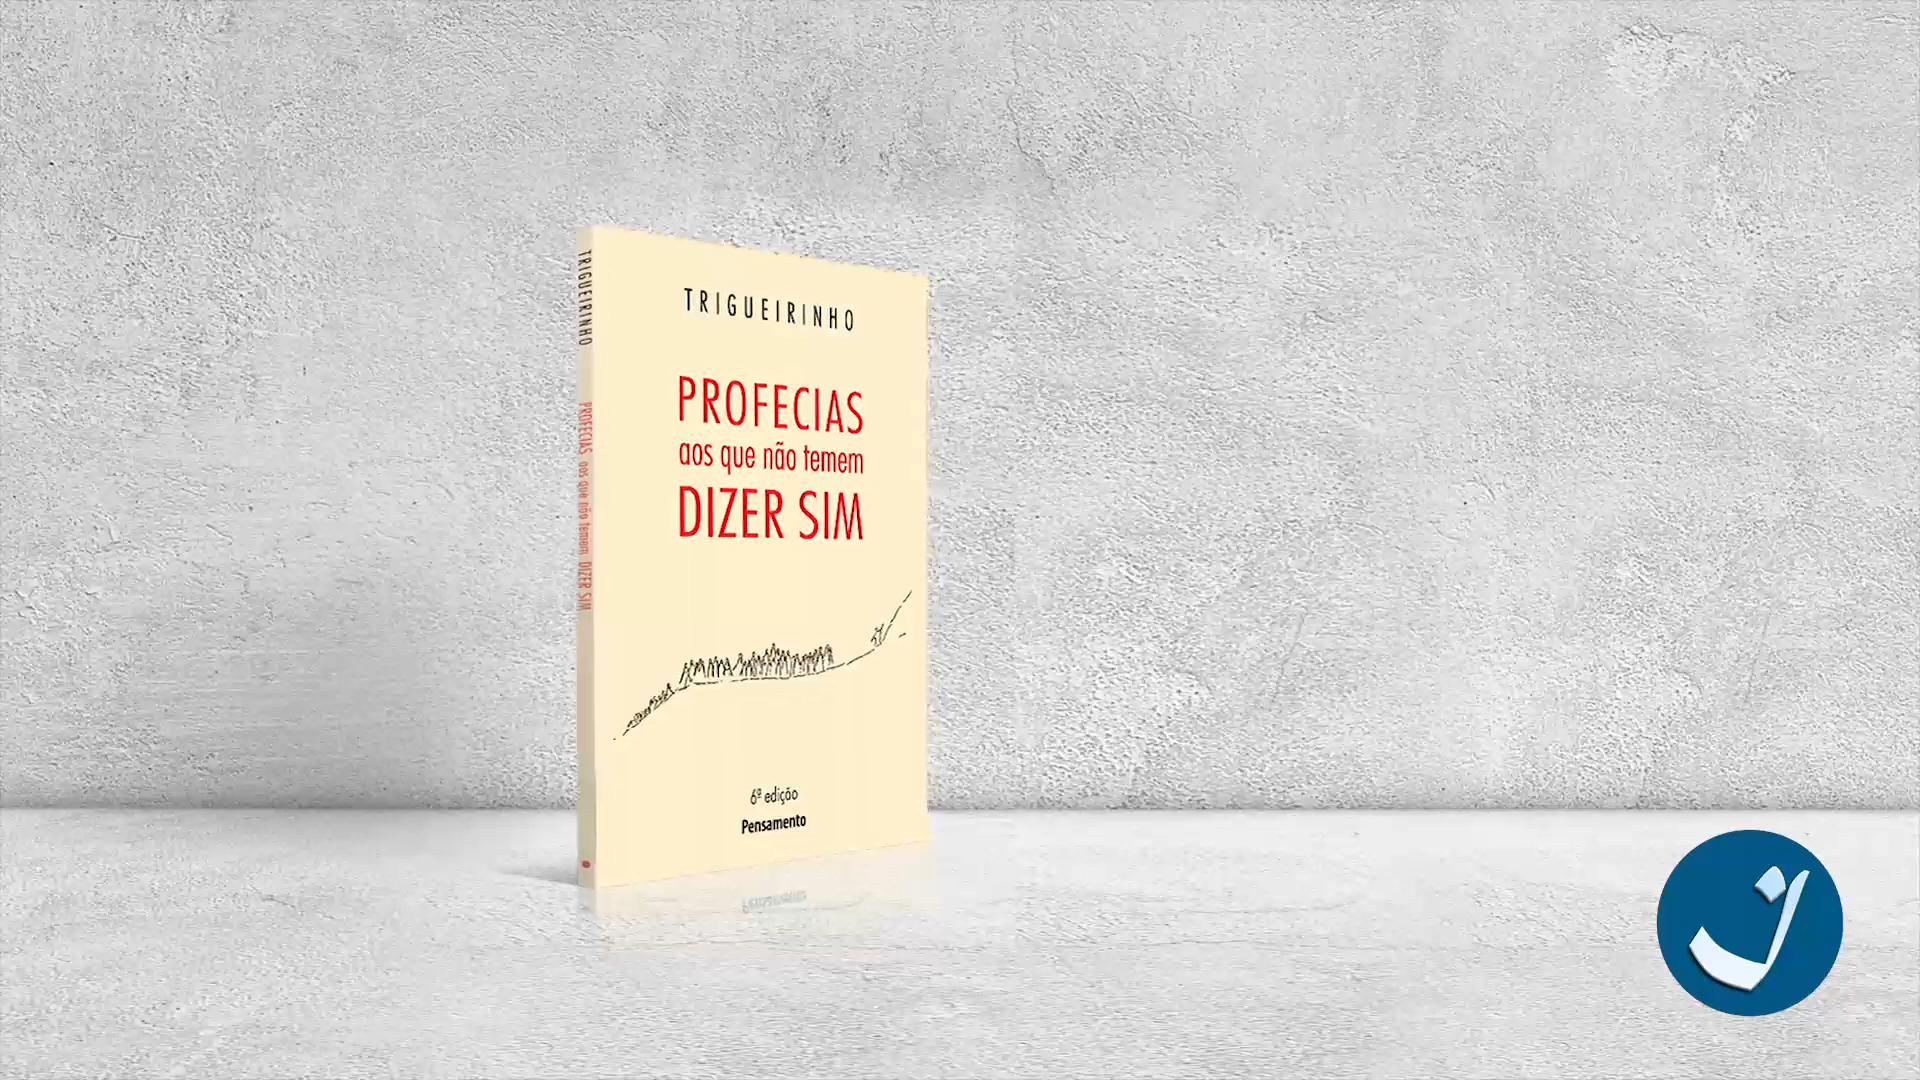 TRIGUEIRINHO
PROFECIAS
aos que não temem
DIZER SIM
6ª edição
Pensamento
TRIGUEIRINHO PROFECIAS aos que não temem DIZER SIM